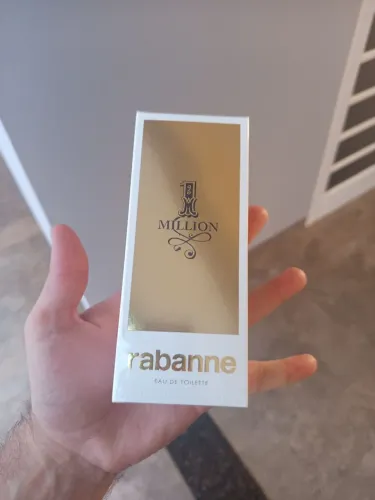 1
MILLION
rabanne
EAU DE TOILETTE